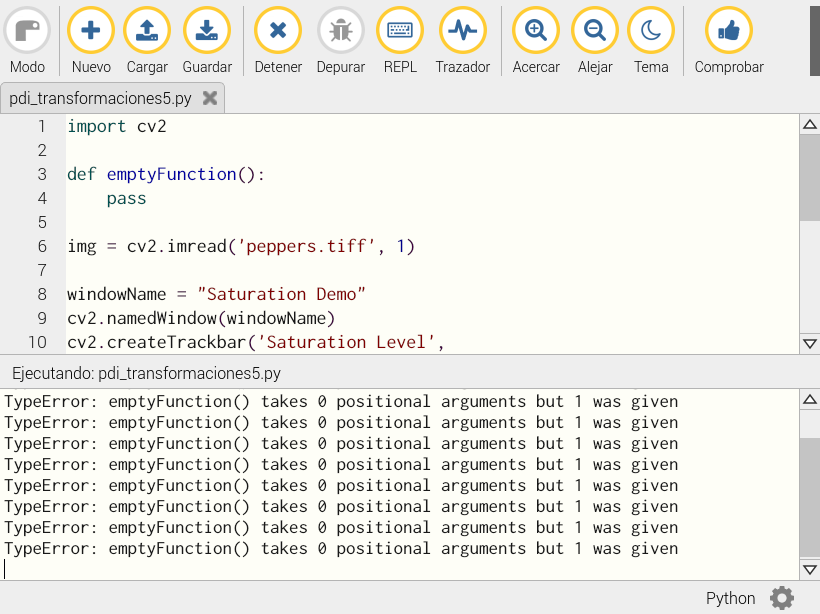 Modo Nuevo Cargar Guardar Detener Depurar REPL Trazador Acercar Alejar Tema Comprobar
pdi_transformaciones5.py
1 import cv2
2
3 def emptyFunction():
4     pass
5
6 img = cv2.imread('peppers.tiff', 1)
7
8 windowName = "Saturation Demo"
9 cv2.namedWindow(windowName)
10 cv2.createTrackbar('Saturation Level',
Ejecutando: pdi_transformaciones5.py
TypeError: emptyFunction() takes 0 positional arguments but 1 was given
TypeError: emptyFunction() takes 0 positional arguments but 1 was given
TypeError: emptyFunction() takes 0 positional arguments but 1 was given
TypeError: emptyFunction() takes 0 positional arguments but 1 was given
TypeError: emptyFunction() takes 0 positional arguments but 1 was given
TypeError: emptyFunction() takes 0 positional arguments but 1 was given
TypeError: emptyFunction() takes 0 positional arguments but 1 was given
TypeError: emptyFunction() takes 0 positional arguments but 1 was given
Python